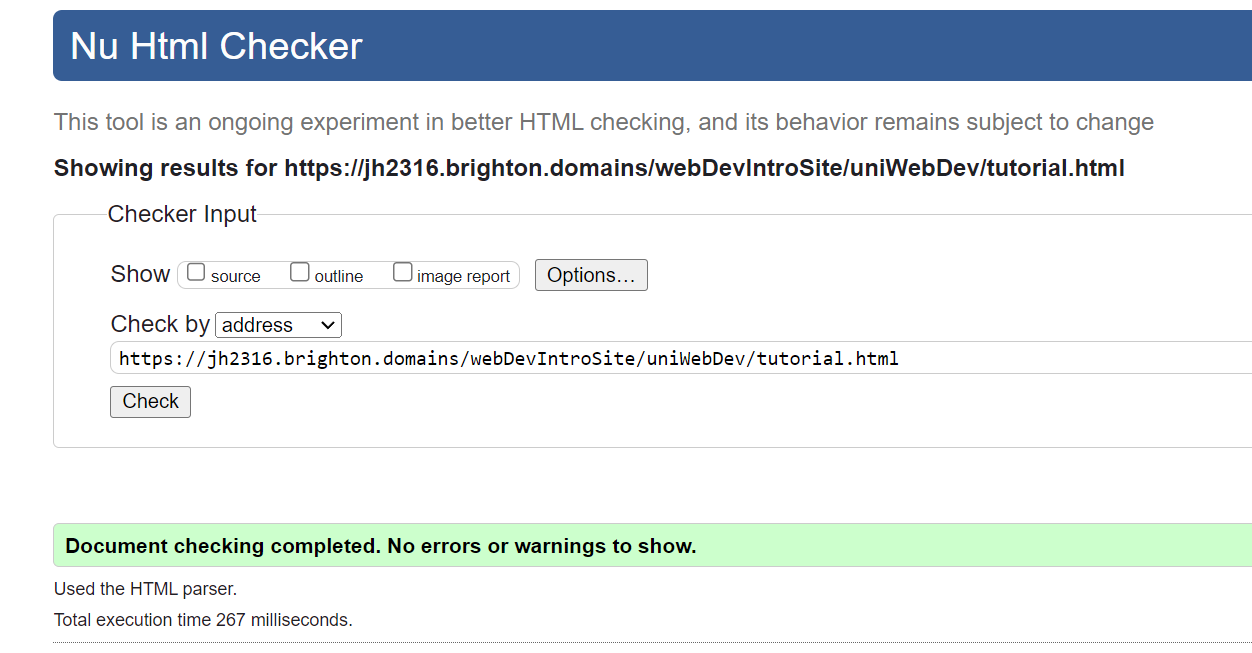 Nu Html Checker
This tool is an ongoing experiment in better HTML checking, and its behavior remains subject to change
Showing results for https://jh2316.brighton.domains/webDevIntroSite/uniWebDev/tutorial.html
Checker Input
Show source outline image report Options…
Check by address
https://jh2316.brighton.domains/webDevIntroSite/uniWebDev/tutorial.html
Check
Document checking completed. No errors or warnings to show.
Used the HTML parser.
Total execution time 267 milliseconds.